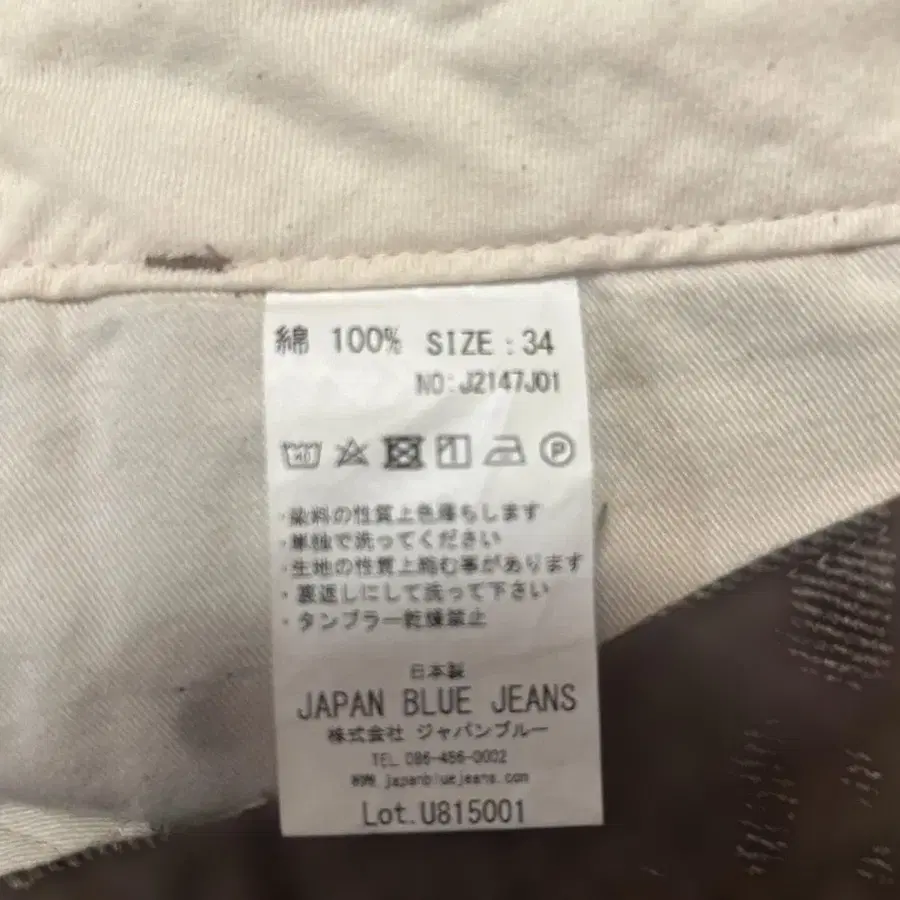 綿 100% SIZE:34
NO:J2147J01
40
P
・染料の性質上色落ちします
・単独で洗ってください
・生地の性質上縮む事があります
・裏返しにして洗って下さい
・タンブラー乾燥禁止
日本製
JAPAN BLUE JEANS
株式会社 ジャパンブルー
TEL 086-456-0002
japanbluejeans.com
Lot.U815001